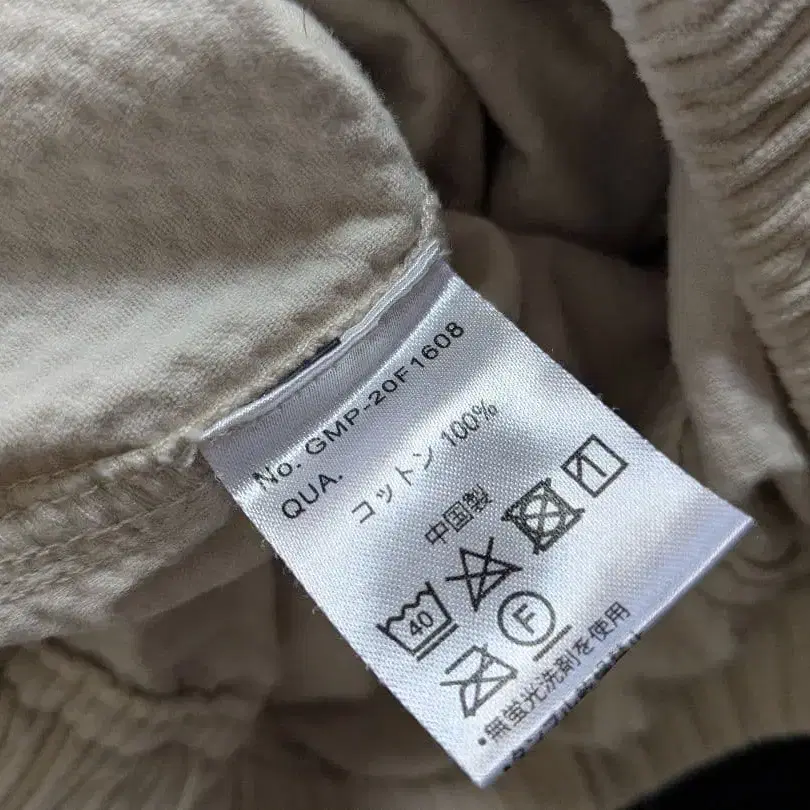 No. GMP-20F1608
QUA.
コットン 100%
中国製
40
F
・無蛍光洗剤を使用